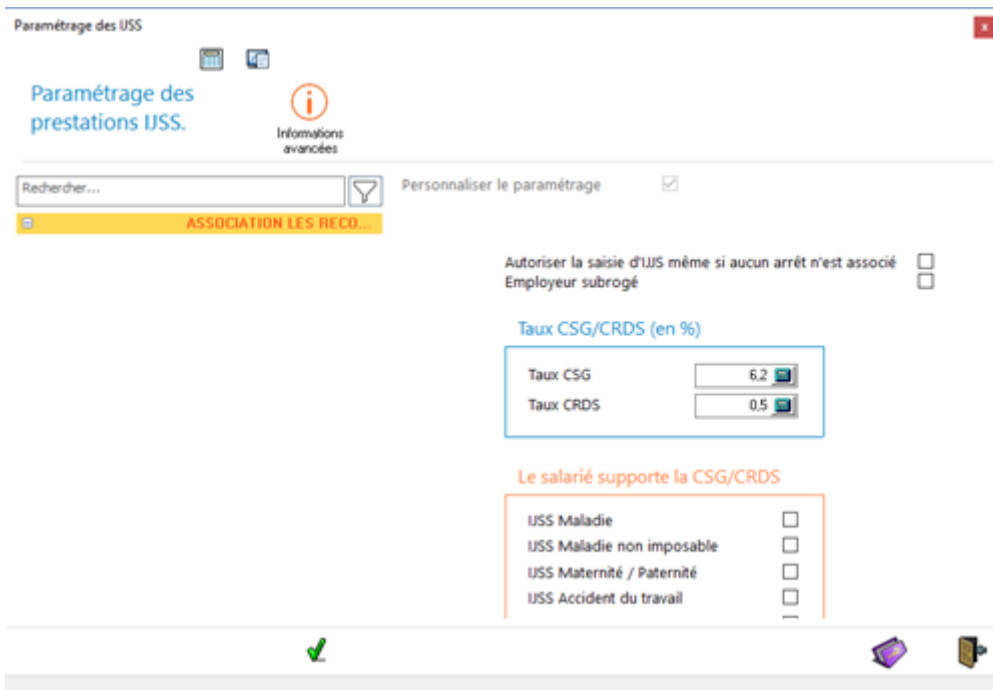 Paramétrage des IJSS
Paramétrage des
prestations IJSS.
Informations
avancées
Rechercher...
Personnaliser le paramétrage
ASSOCIATION LES RECO...
Autoriser la saisie d'IJJS même si aucun arrêt n'est associé
Employeur subrogé
Taux CSG/CRDS (en %)
Taux CSG 6,2
Taux CRDS 0,5
Le salarié supporte la CSG/CRDS
IJSS Maladie
IJSS Maladie non imposable
IJSS Maternité / Paternité
IJSS Accident du travail